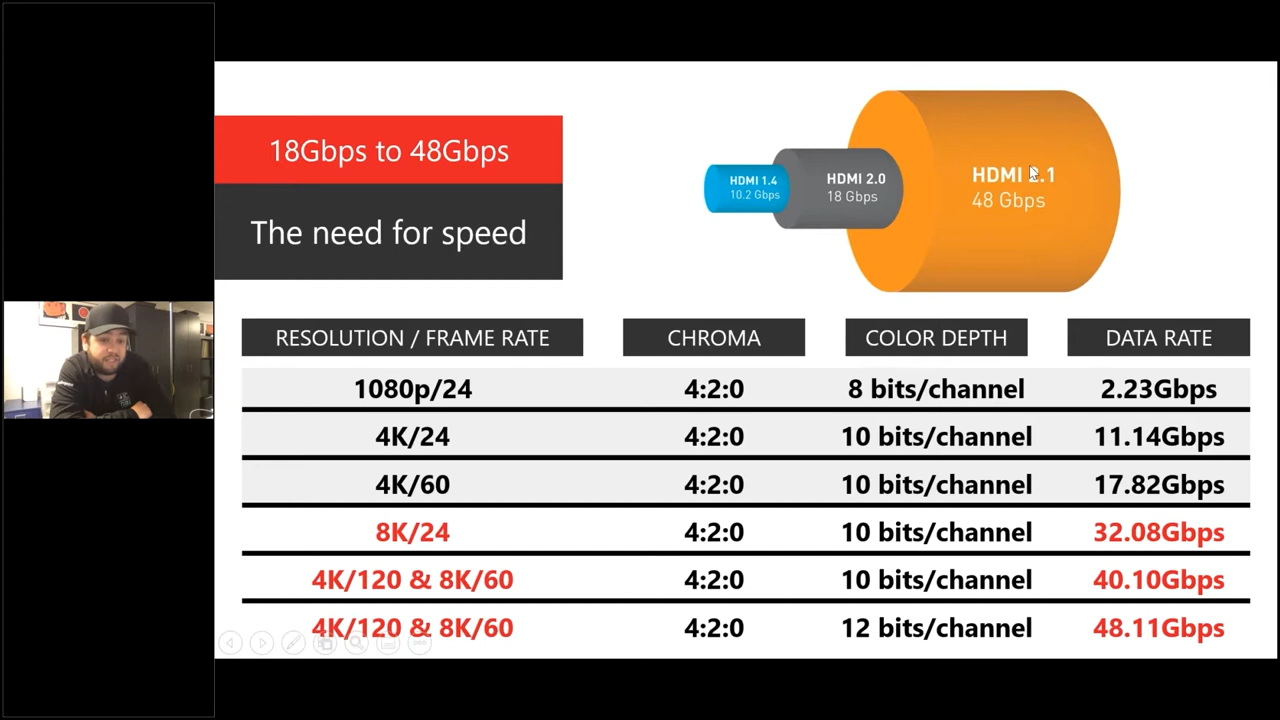 18Gbps to 48Gbps
The need for speed
HDMI 1.4
10.2 Gbps
HDMI 2.0
18 Gbps
HDMI 2.1
48 Gbps
RESOLUTION / FRAME RATE CHROMA COLOR DEPTH DATA RATE
1080p/24 4:2:0 8 bits/channel 2.23Gbps
4K/24 4:2:0 10 bits/channel 11.14Gbps
4K/60 4:2:0 10 bits/channel 17.82Gbps
8K/24 4:2:0 10 bits/channel 32.08Gbps
4K/120 & 8K/60 4:2:0 10 bits/channel 40.10Gbps
4K/120 & 8K/60 4:2:0 12 bits/channel 48.11Gbps